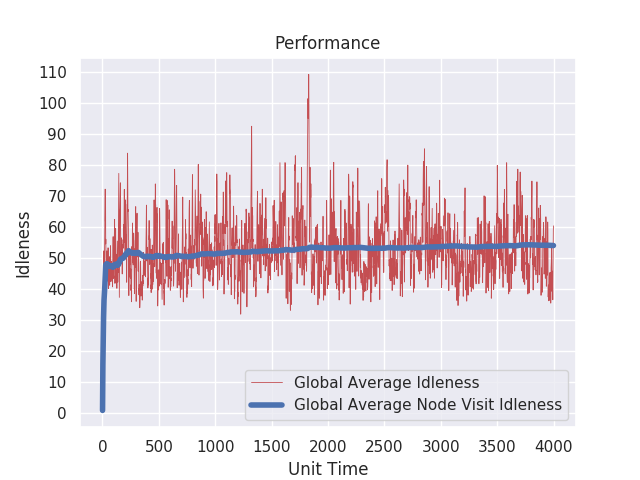 Performance
110
100
90
80
70
60
50
40
30
20
10
0
Idleness
Global Average Idleness
Global Average Node Visit Idleness
0 500 1000 1500 2000 2500 3000 3500 4000
Unit Time